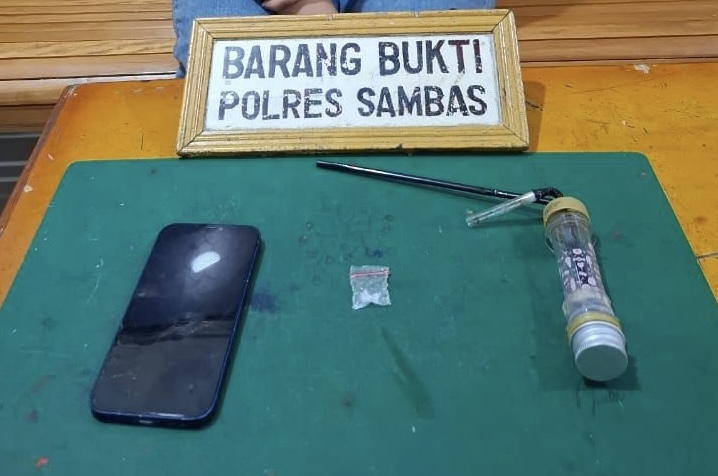 BARANG BUKTI
POLRES SAMBAS